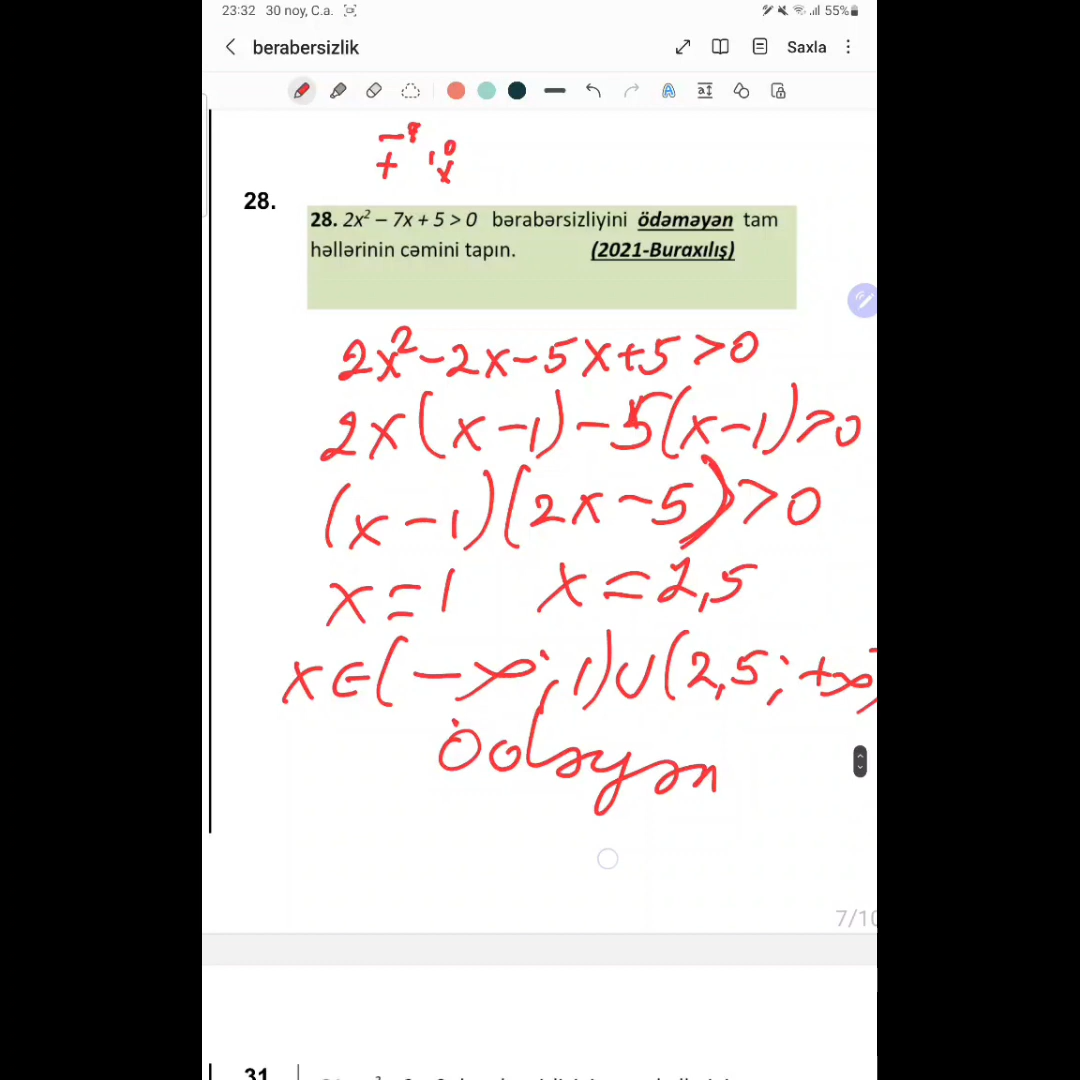 23:32 30 noy, C.a. 55%
berabersizlik Saxla
28.
28. 2x² – 7x + 5 > 0 bərabərsizliyini ödəməyən tam
həllərinin cəmini tapın. (2021-Buraxılış)
2x²-2x-5x+5>0
2x(x-1)-5(x-1)>0
(x-1)(2x-5)>0
x=1 x=2,5
x∈(-∞;1)∪(2,5;+∞)
7/10
31